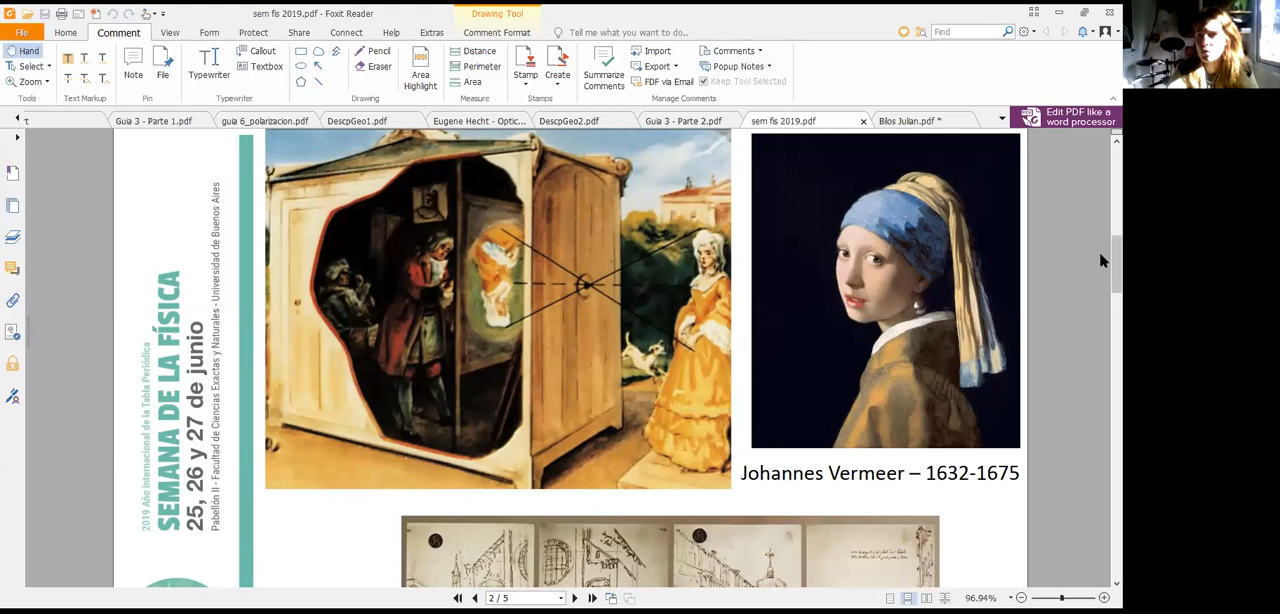 sem fis 2019.pdf - Foxit Reader
Drawing Tool
File
Home
Comment
View
Form
Protect
Share
Connect
Help
Extras
Comment Format
Tell me what you want to do..
Find
Hand
Select
Zoom
Tools
Text Markup
Note
File
Pin
Typewriter
Callout
Textbox
Typewriter
Pencil
Eraser
Drawing
Area
Highlight
Distance
Perimeter
Area
Measure
Stamp
Create
Stamps
Summarize
Comments
Import
Export
FDF via Email
Comments
Popup Notes
Keep Tool Selected
Manage Comments
t
Guia 3 - Parte 1.pdf
guia 6_polarizacion.pdf
DescpGeo1.pdf
Eugene Hecht - Optic...
DescpGeo2.pdf
Guia 3 - Parte 2.pdf
sem fis 2019.pdf
Bilos Julian.pdf *
Edit PDF like a
word processor
2019 Año Internacional de la Tabla Periódica
SEMANA DE LA FÍSICA
25, 26 y 27 de junio
Pabellón II - Facultad de Ciencias Exactas y Naturales - Universidad de Buenos Aires
Johannes Vermeer – 1632-1675
2 / 5
96.94%